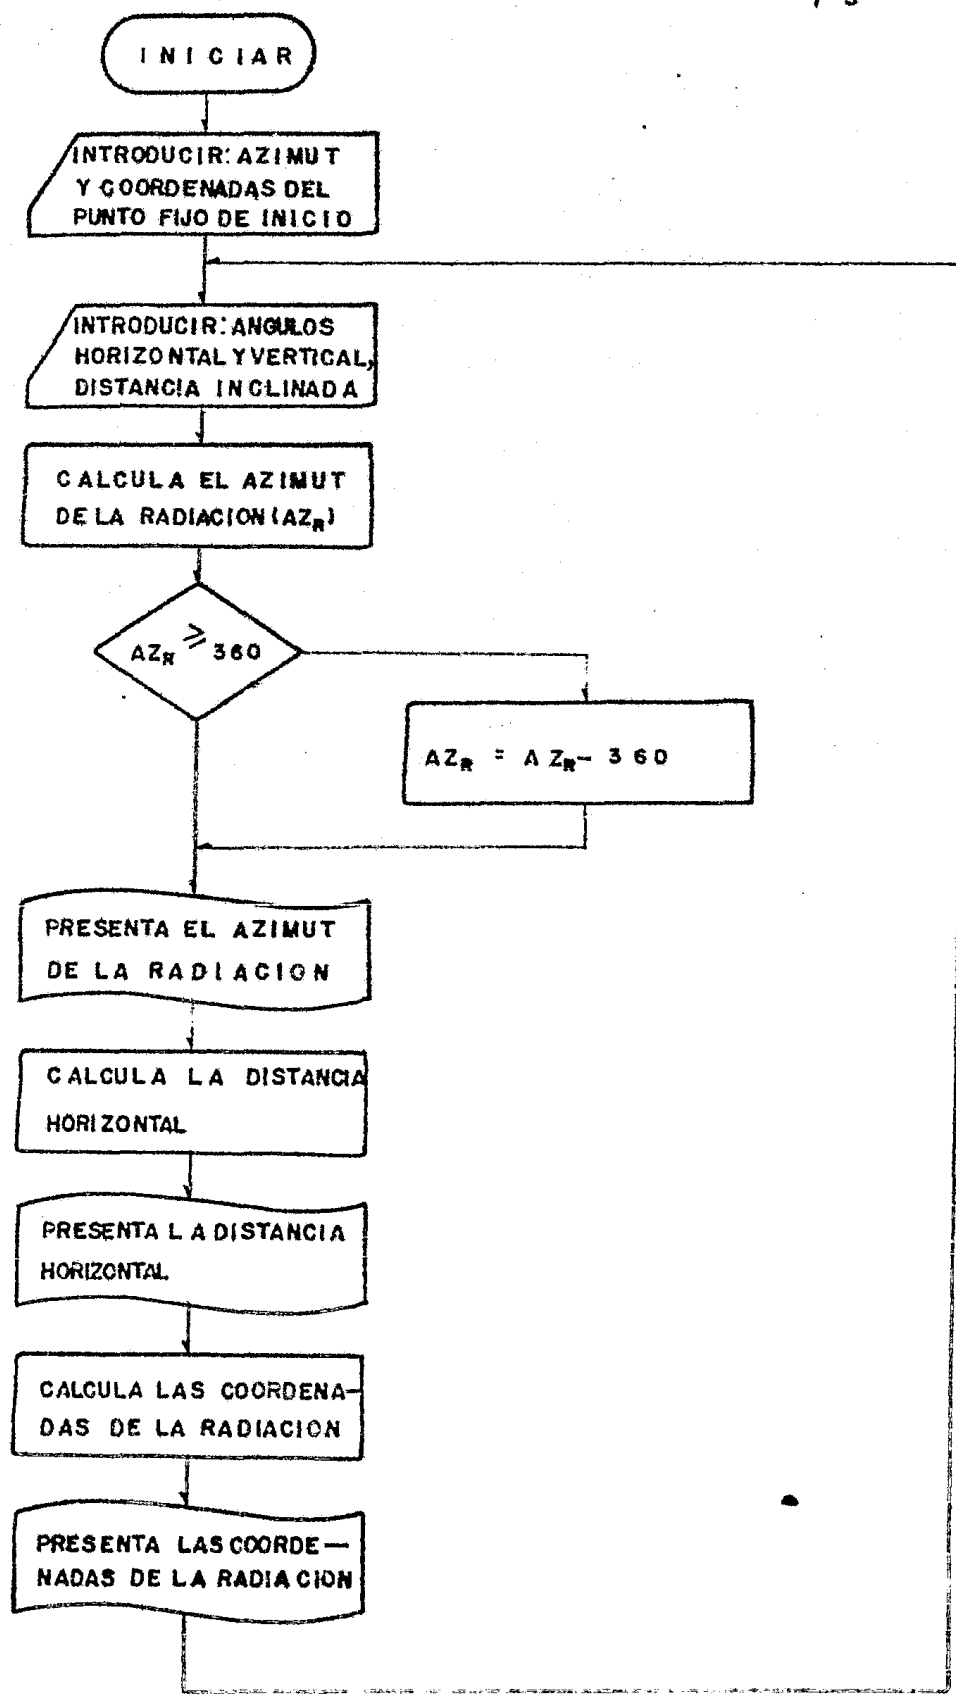 INICIAR
INTRODUCIR: AZIMUT
Y COORDENADAS DEL
PUNTO FIJO DE INICIO
INTRODUCIR: ANGULOS
HORIZONTAL Y VERTICAL,
DISTANCIA INCLINADA
CALCULA EL AZIMUT
DE LA RADIACION (AZR)
AZR ≥ 360
AZR = AZR - 360
PRESENTA EL AZIMUT
DE LA RADIACION
CALCULA LA DISTANCIA
HORIZONTAL
PRESENTA LA DISTANCIA
HORIZONTAL
CALCULA LAS COORDENA-
DAS DE LA RADIACION
PRESENTA LAS COORDE-
NADAS DE LA RADIACION